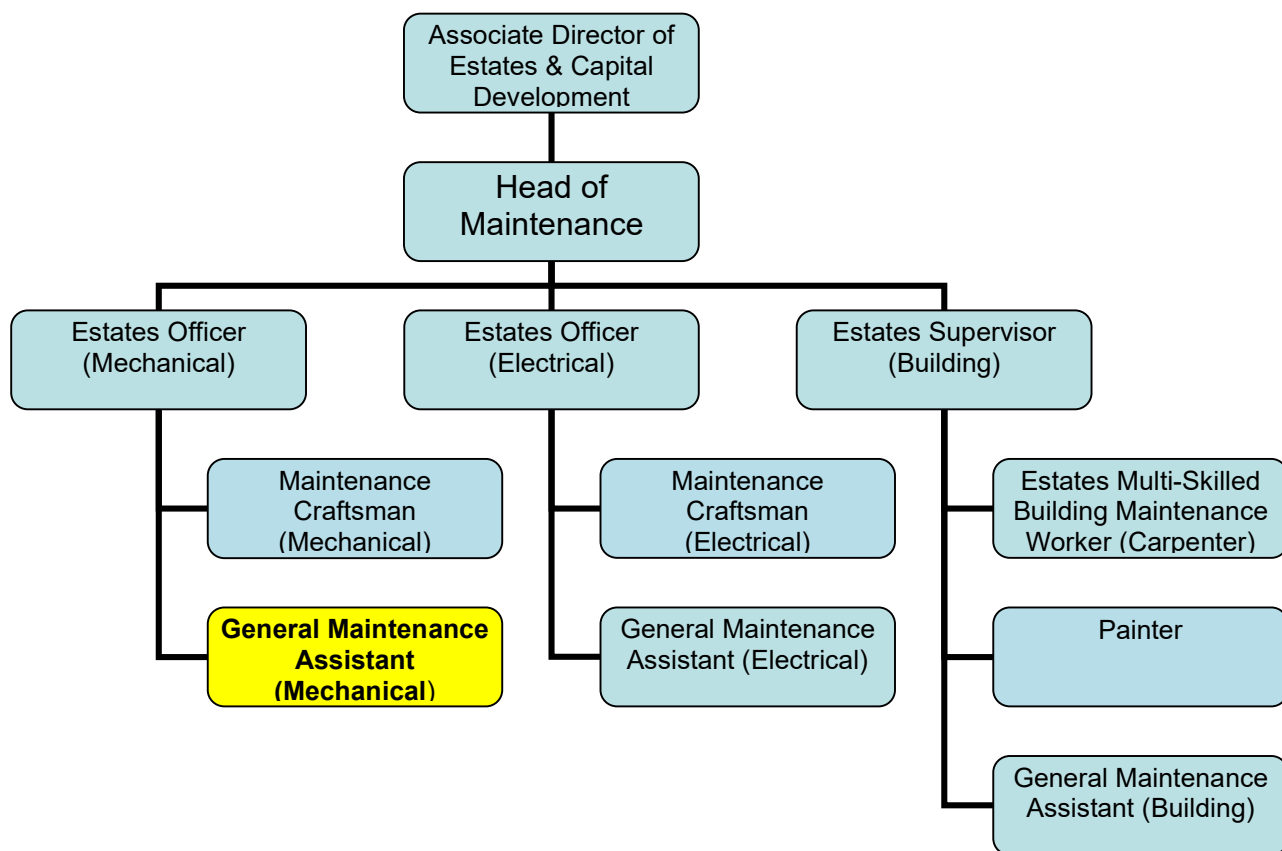 Associate Director of
Estates & Capital
Development
Head of
Maintenance
Estates Officer
(Mechanical)
Estates Officer
(Electrical)
Estates Supervisor
(Building)
Maintenance
Craftsman
(Mechanical)
Maintenance
Craftsman
(Electrical)
Estates Multi-Skilled
Building Maintenance
Worker (Carpenter)
General Maintenance
Assistant
(Mechanical)
General Maintenance
Assistant (Electrical)
Painter
General Maintenance
Assistant (Building)